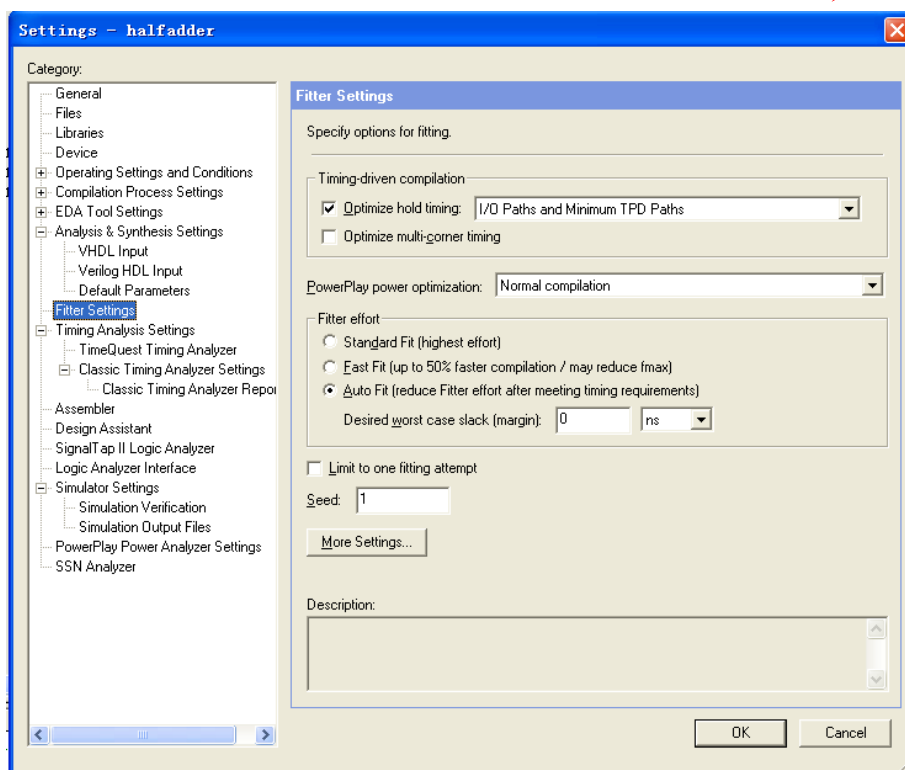 Settings - halfadder
Category:
General
Files
Libraries
Device
Operating Settings and Conditions
Compilation Process Settings
EDA Tool Settings
Analysis & Synthesis Settings
VHDL Input
Verilog HDL Input
Default Parameters
Fitter Settings
Timing Analysis Settings
TimeQuest Timing Analyzer
Classic Timing Analyzer Settings
Classic Timing Analyzer Repor
Assembler
Design Assistant
SignalTap II Logic Analyzer
Logic Analyzer Interface
Simulator Settings
Simulation Verification
Simulation Output Files
PowerPlay Power Analyzer Settings
SSN Analyzer
Fitter Settings
Specify options for fitting.
Timing-driven compilation
Optimize hold timing: I/O Paths and Minimum TPD Paths
Optimize multi-corner timing
PowerPlay power optimization: Normal compilation
Fitter effort
Standard Fit (highest effort)
Fast Fit (up to 50% faster compilation / may reduce fmax)
Auto Fit (reduce Fitter effort after meeting timing requirements)
Desired worst case slack (margin): 0 ns
Limit to one fitting attempt
Seed: 1
More Settings...
Description:
OK Cancel